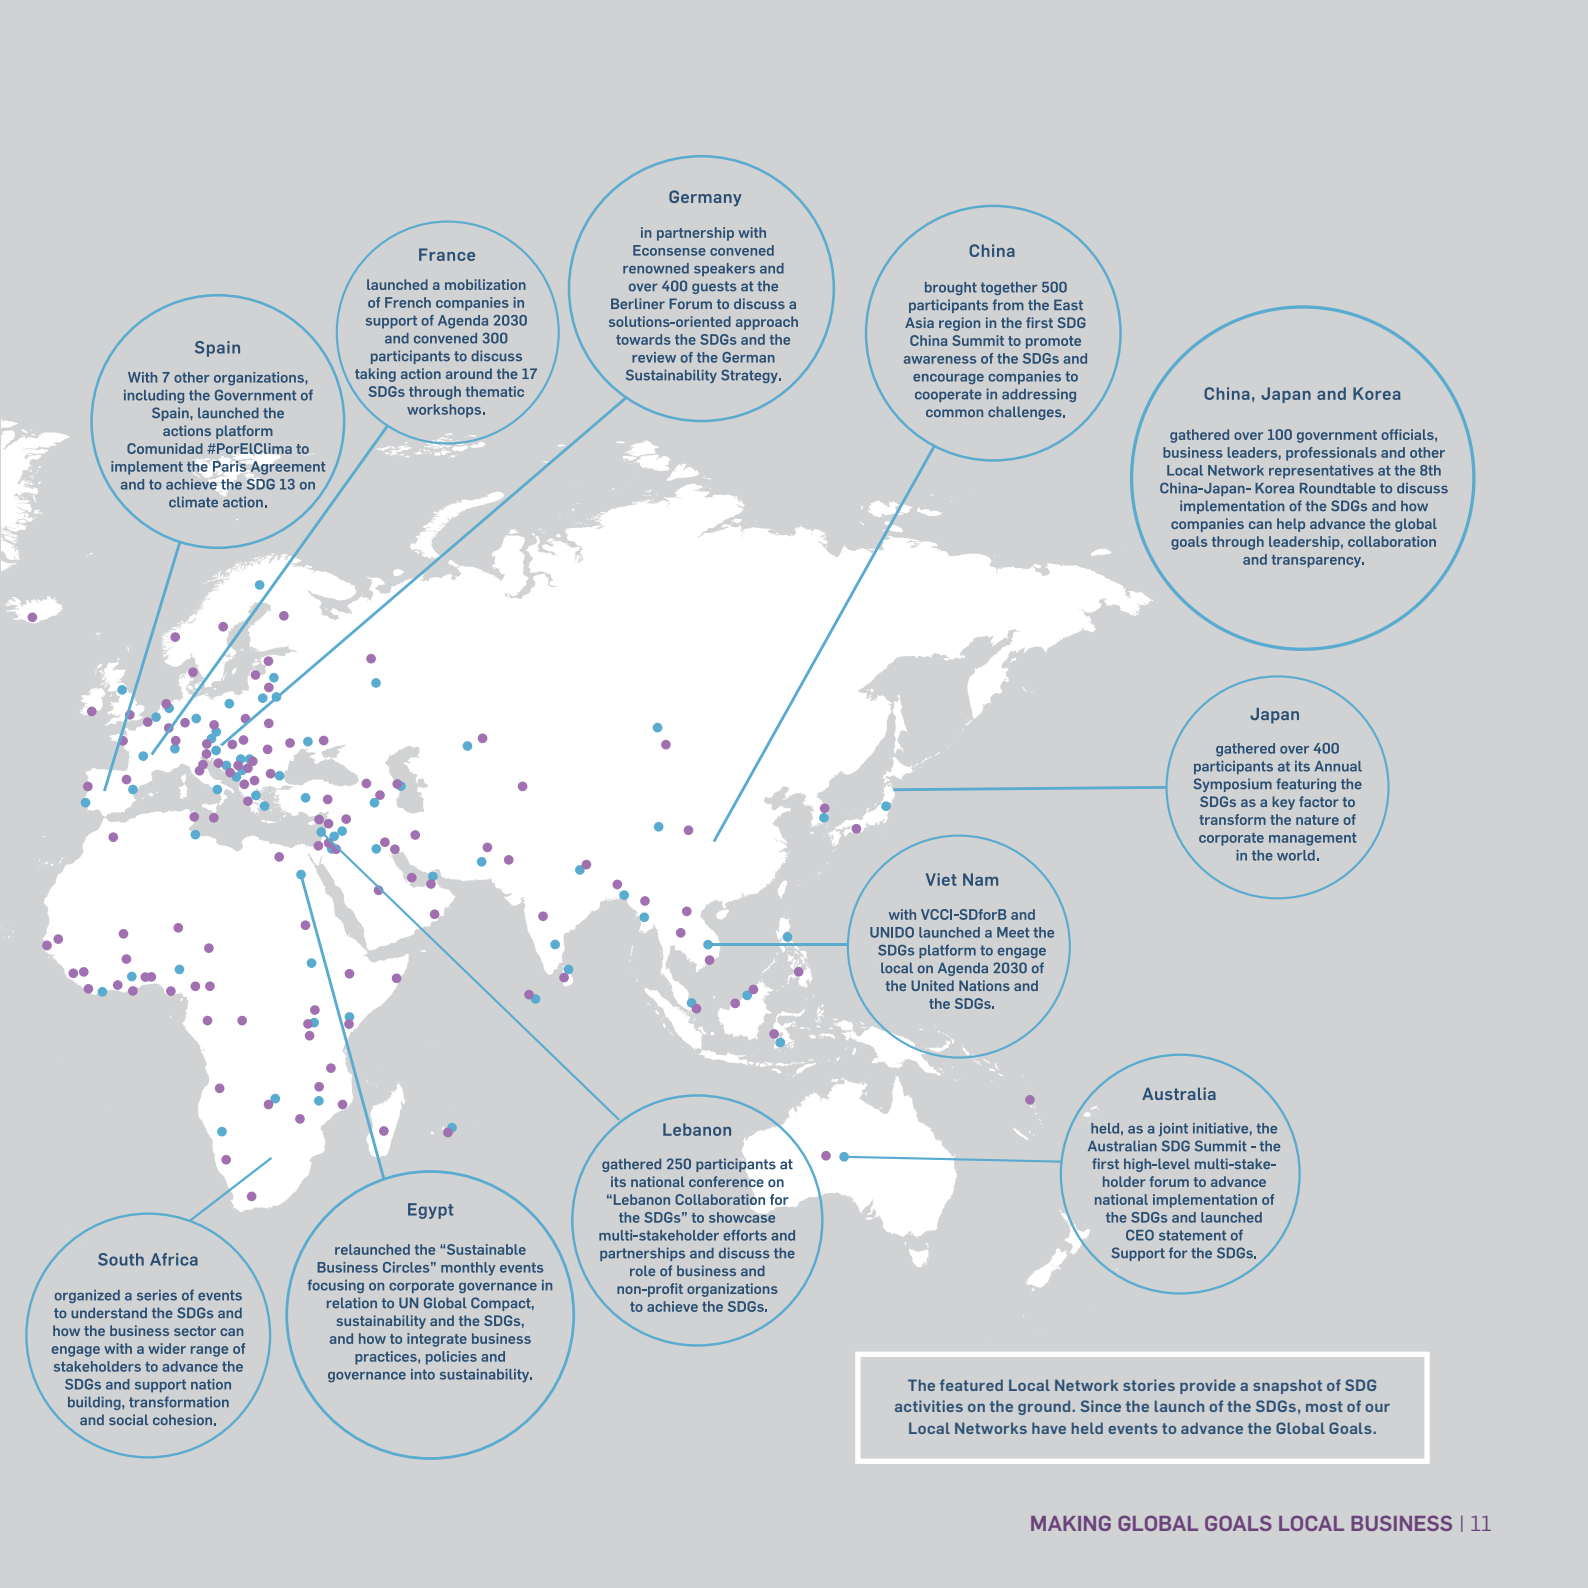 Germany
in partnership with
Econsense convened
renowned speakers and
over 400 guests at the
Berliner Forum to discuss a
solutions-oriented approach
towards the SDGs and the
review of the German
Sustainability Strategy.
France
launched a mobilization
of French companies in
support of Agenda 2030
and convened 300
participants to discuss
taking action around the 17
SDGs through thematic
workshops.
China
brought together 500
participants from the East
Asia region in the first SDG
China Summit to promote
awareness of the SDGs and
encourage companies to
cooperate in addressing
common challenges.
Spain
With 7 other organizations,
including the Government of
Spain, launched the
actions platform
Comunidad #PorElClima to
implement the Paris Agreement
and to achieve the SDG 13 on
climate action.
China, Japan and Korea
gathered over 100 government officials,
business leaders, professionals and other
Local Network representatives at the 8th
China-Japan- Korea Roundtable to discuss
implementation of the SDGs and how
companies can help advance the global
goals through leadership, collaboration
and transparency.
Japan
gathered over 400
participants at its Annual
Symposium featuring the
SDGs as a key factor to
transform the nature of
corporate management
in the world.
Viet Nam
with VCCI-SDforB and
UNIDO launched a Meet the
SDGs platform to engage
local on Agenda 2030 of
the United Nations and
the SDGs.
Australia
held, as a joint initiative, the
Australian SDG Summit - the
first high-level multi-stake-
holder forum to advance
national implementation of
the SDGs and launched
CEO statement of
Support for the SDGs.
Lebanon
gathered 250 participants at
its national conference on
“Lebanon Collaboration for
the SDGs” to showcase
multi-stakeholder efforts and
partnerships and discuss the
role of business and
non-profit organizations
to achieve the SDGs.
Egypt
relaunched the “Sustainable
Business Circles” monthly events
focusing on corporate governance in
relation to UN Global Compact,
sustainability and the SDGs,
and how to integrate business
practices, policies and
governance into sustainability.
South Africa
organized a series of events
to understand the SDGs and
how the business sector can
engage with a wider range of
stakeholders to advance the
SDGs and support nation
building, transformation
and social cohesion.
The featured Local Network stories provide a snapshot of SDG
activities on the ground. Since the launch of the SDGs, most of our
Local Networks have held events to advance the Global Goals.
MAKING GLOBAL GOALS LOCAL BUSINESS | 11